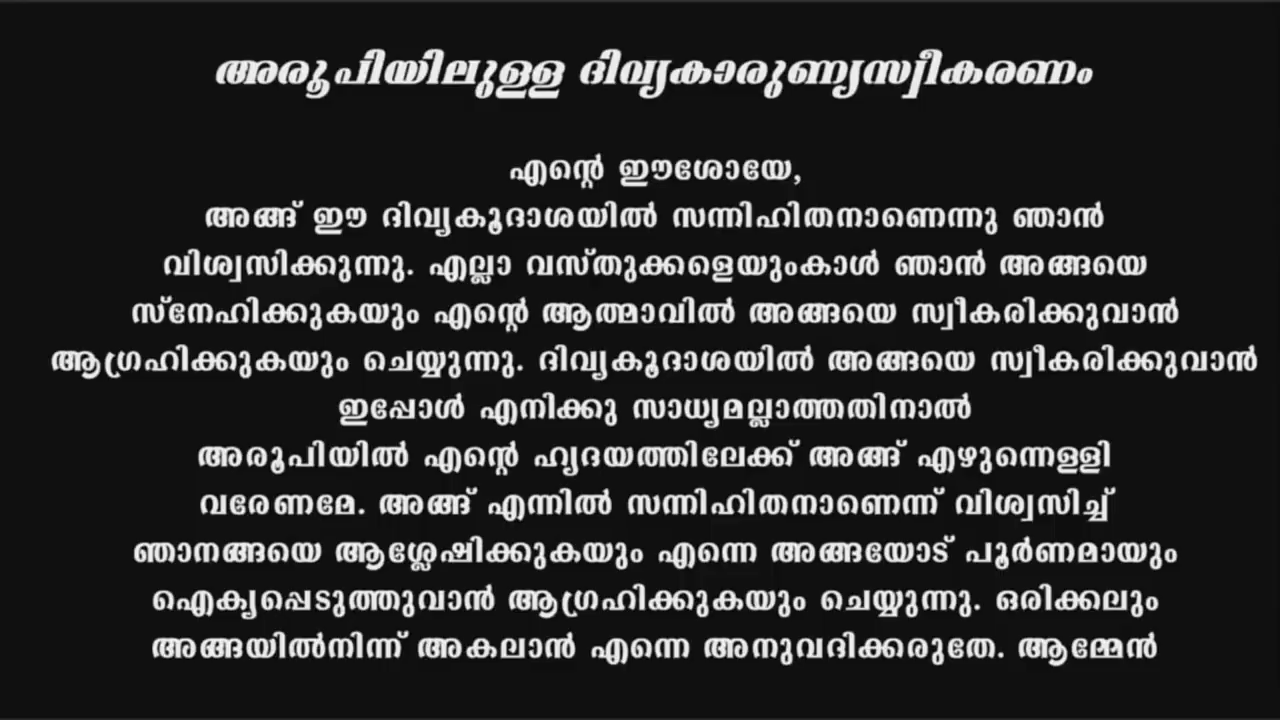 അരൂപിയിലുള്ള ദിവ്യകാരുണ്യസ്വീകരണം
എന്റെ ഈശോയേ,
അങ്ങ് ഈ ദിവ്യകൂദാശയിൽ സന്നിഹിതനാണെന്നു ഞാൻ
വിശ്വസിക്കുന്നു. എല്ലാ വസ്തുക്കളെയുംകാൾ ഞാൻ അങ്ങയെ
സ്നേഹിക്കുകയും എന്റെ ആത്മാവിൽ അങ്ങയെ സ്വീകരിക്കുവാൻ
ആഗ്രഹിക്കുകയും ചെയ്യുന്നു. ദിവ്യകൂദാശയിൽ അങ്ങയെ സ്വീകരിക്കുവാൻ
ഇപ്പോൾ എനിക്കു സാധ്യമല്ലാത്തതിനാൽ
അരൂപിയിൽ എന്റെ ഹൃദയത്തിലേക്ക് അങ്ങ് എഴുന്നെള്ളി
വരേണമേ. അങ്ങ് എന്നിൽ സന്നിഹിതനാണെന്ന് വിശ്വസിച്ച്
ഞാനങ്ങയെ ആശ്ലേഷിക്കുകയും എന്നെ അങ്ങയോട് പൂർണമായും
ഐക്യപ്പെടുത്തുവാൻ ആഗ്രഹിക്കുകയും ചെയ്യുന്നു. ഒരിക്കലും
അങ്ങയിൽനിന്ന് അകലാൻ എന്നെ അനുവദിക്കരുതേ. ആമ്മേൻ